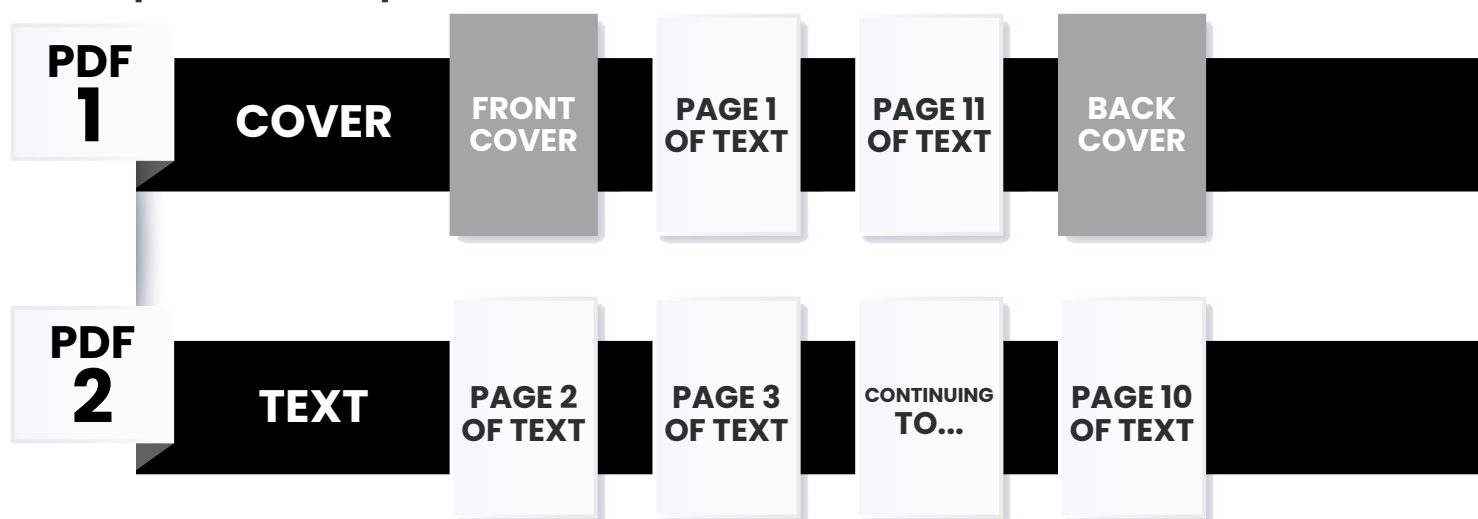 PDF
1
COVER
FRONT
COVER
PAGE 1
OF TEXT
PAGE 11
OF TEXT
BACK
COVER
PDF
2
TEXT
PAGE 2
OF TEXT
PAGE 3
OF TEXT
CONTINUING
TO...
PAGE 10
OF TEXT